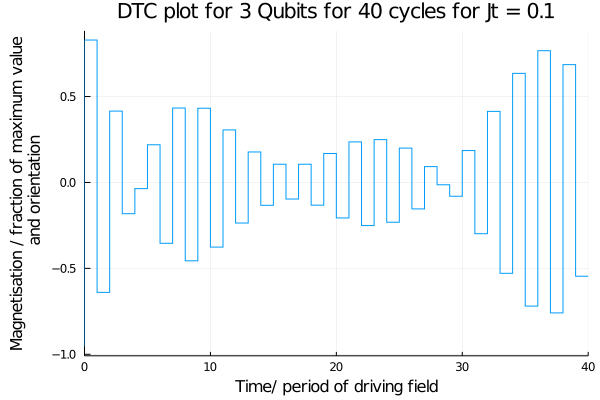 DTC plot for 3 Qubits for 40 cycles for Jt = 0.1
Magnetisation / fraction of maximum value
and orientation
0.5
0.0
−0.5
−1.0
0 10 20 30 40
Time/ period of driving field